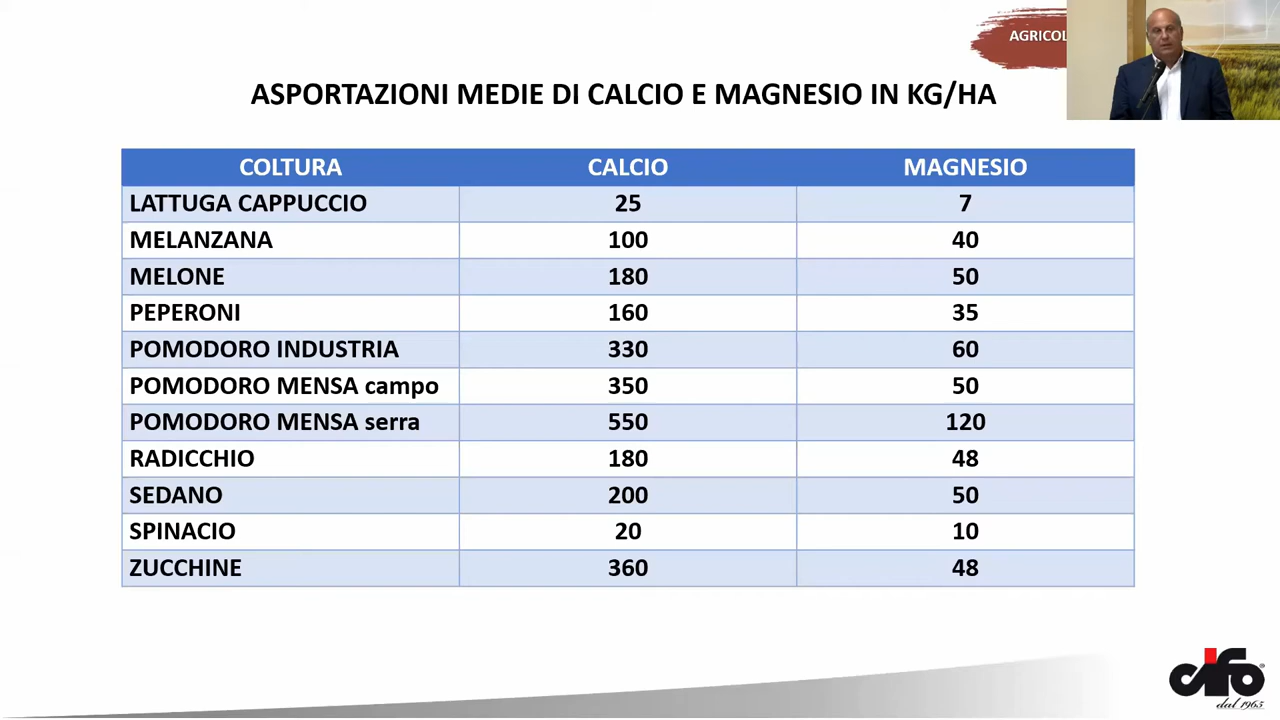 AGRICOL
ASPORTAZIONI MEDIE DI CALCIO E MAGNESIO IN KG/HA
COLTURA CALCIO MAGNESIO
LATTUGA CAPPUCCIO 25 7
MELANZANA 100 40
MELONE 180 50
PEPERONI 160 35
POMODORO INDUSTRIA 330 60
POMODORO MENSA campo 350 50
POMODORO MENSA serra 550 120
RADICCHIO 180 48
SEDANO 200 50
SPINACIO 20 10
ZUCCHINE 360 48
cifo®
dal 1965